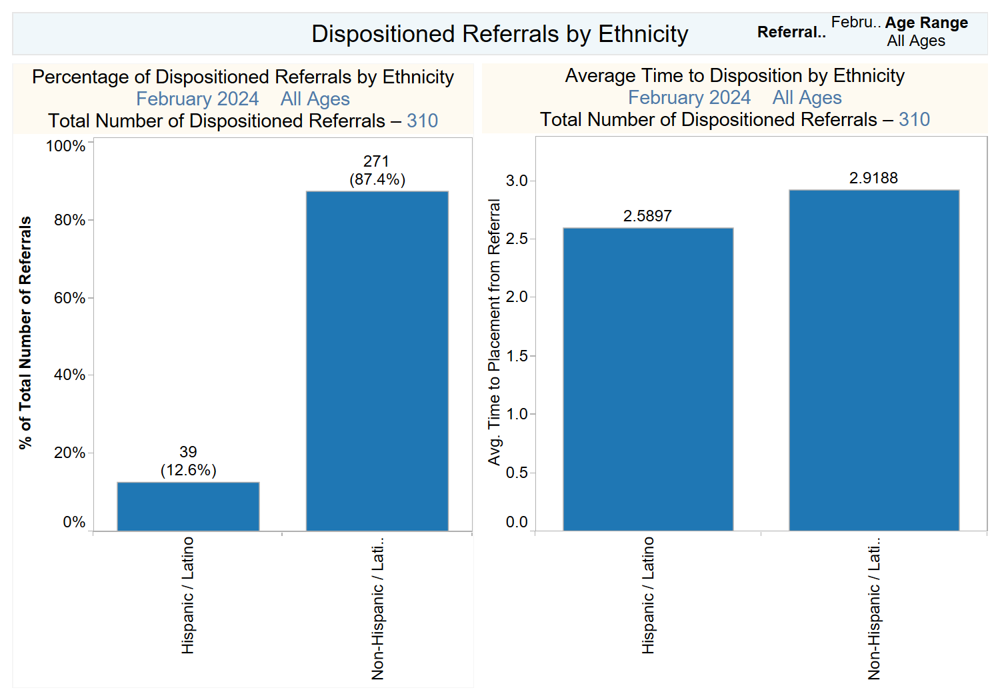 Dispositioned Referrals by Ethnicity
Referral..
Febru..
Age Range
All Ages
Percentage of Dispositioned Referrals by Ethnicity
February 2024 All Ages
Total Number of Dispositioned Referrals – 310
% of Total Number of Referrals
100%
80%
60%
40%
20%
0%
271
(87.4%)
39
(12.6%)
Hispanic / Latino
Non-Hispanic / Lati..
Average Time to Disposition by Ethnicity
February 2024 All Ages
Total Number of Dispositioned Referrals – 310
Avg. Time to Placement from Referral
3.0
2.5
2.0
1.5
1.0
0.5
0.0
2.5897
2.9188
Hispanic / Latino
Non-Hispanic / Lati..